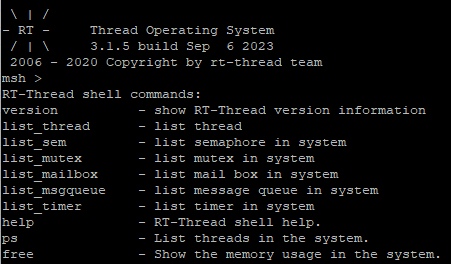 \ | /
- RT -     Thread Operating System
 / | \     3.1.5 build Sep  6 2023
 2006 - 2020 Copyright by rt-thread team
msh >
RT-Thread shell commands:
version          - show RT-Thread version information
list_thread      - list thread
list_sem         - list semaphore in system
list_mutex       - list mutex in system
list_mailbox     - list mail box in system
list_msgqueue    - list message queue in system
list_timer       - list timer in system
help             - RT-Thread shell help.
ps               - List threads in the system.
free             - Show the memory usage in the system.